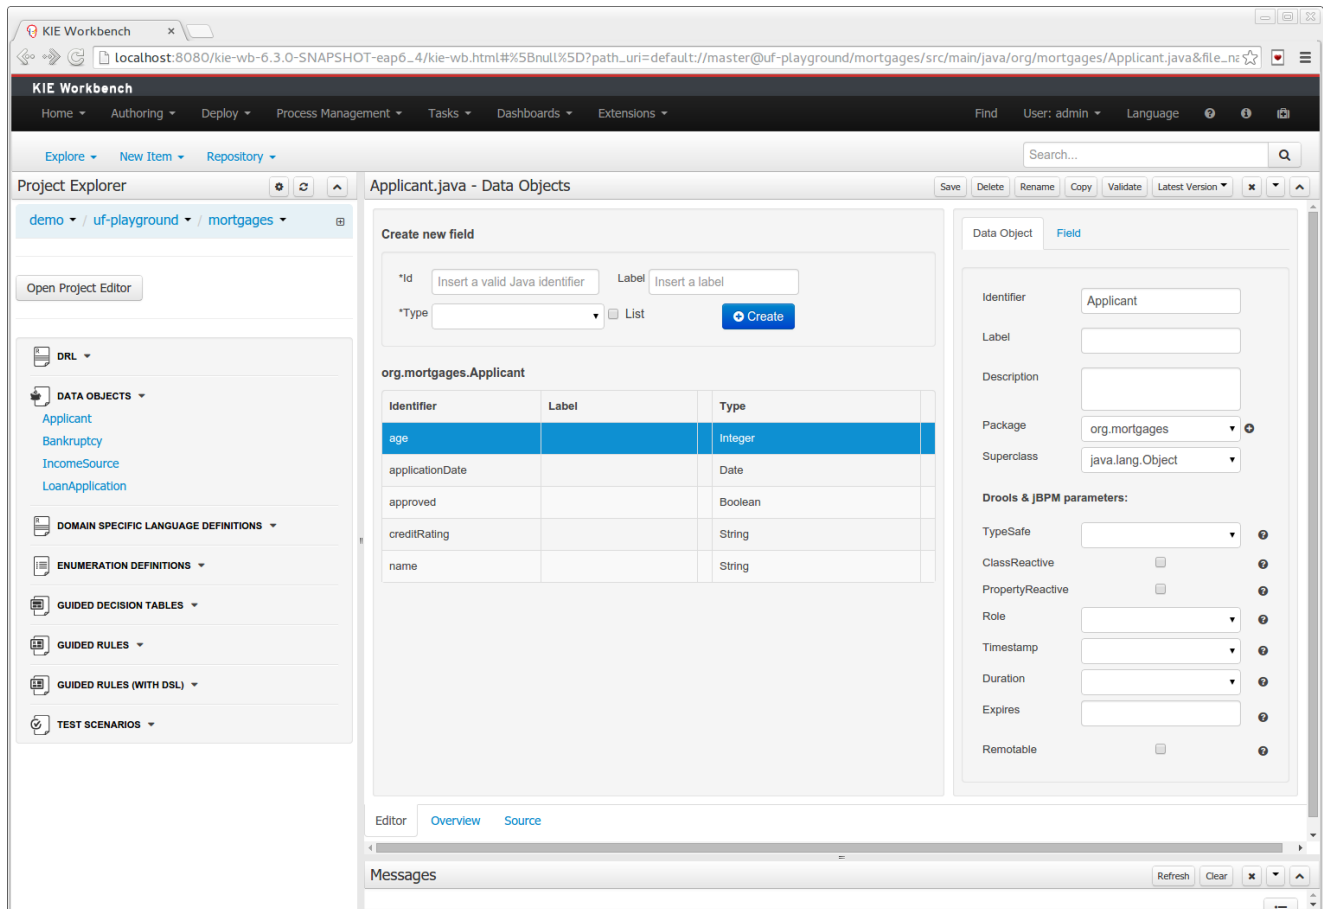 KIE Workbench
localhost:8080/kie-wb-6.3.0-SNAPSHOT-eap6_4/kie-wb.html#%5Bnull%5D?path_uri=default://master@uf-playground/mortgages/src/main/java/org/mortgages/Applicant.java&file_na
KIE Workbench
Home Authoring Deploy Process Management Tasks Dashboards Extensions Find User: admin Language
Explore New Item Repository Search...
Project Explorer
demo / uf-playground / mortgages
Open Project Editor
DRL
DATA OBJECTS
Applicant
Bankruptcy
IncomeSource
LoanApplication
DOMAIN SPECIFIC LANGUAGE DEFINITIONS
ENUMERATION DEFINITIONS
GUIDED DECISION TABLES
GUIDED RULES
GUIDED RULES (WITH DSL)
TEST SCENARIOS
Applicant.java - Data Objects
Save Delete Rename Copy Validate Latest Version
Create new field
*Id Insert a valid Java identifier Label Insert a label
*Type List Create
org.mortgages.Applicant
Identifier Label Type
age Integer
applicationDate Date
approved Boolean
creditRating String
name String
Data Object Field
Identifier Applicant
Label
Description
Package org.mortgages
Superclass java.lang.Object
Drools & jBPM parameters:
TypeSafe
ClassReactive
PropertyReactive
Role
Timestamp
Duration
Expires
Remotable
Editor Overview Source
Messages
Refresh Clear